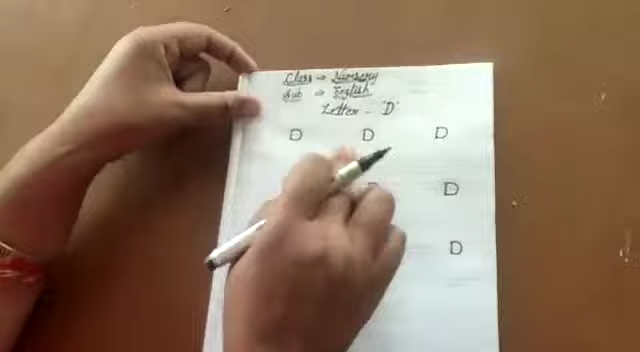 Class → Nursery
Sub → English
Letter - 'D'
D D D
D
D